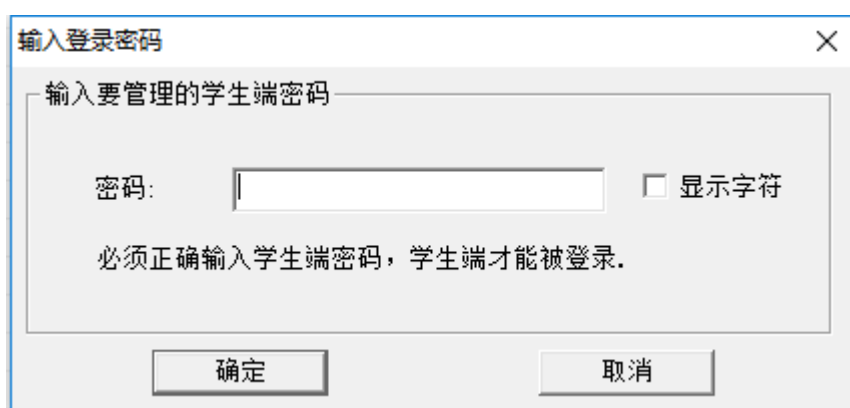 输入登录密码
输入要管理的学生端密码
密码: 显示字符
必须正确输入学生端密码，学生端才能被登录.
确定 取消